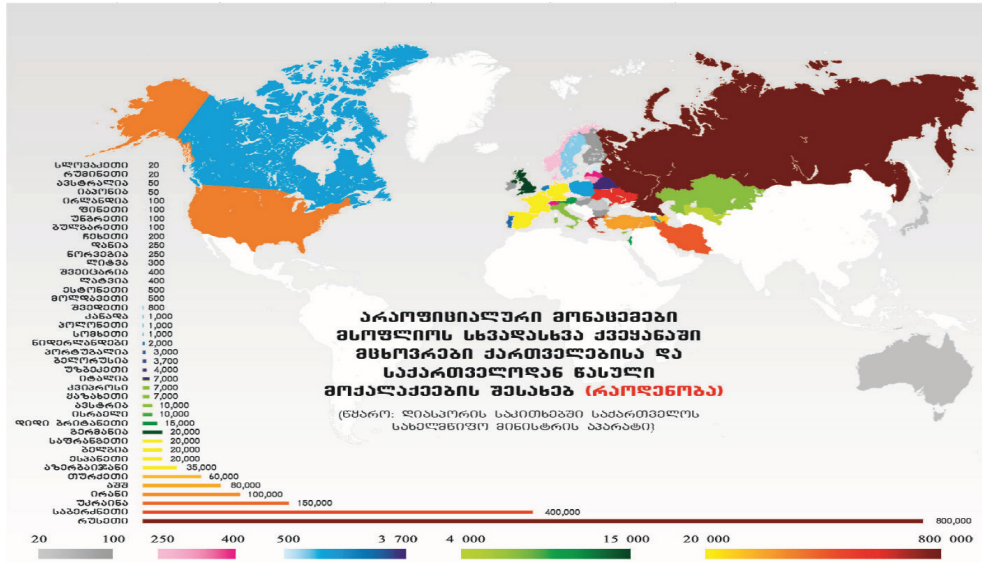 სლოვაკეთი 20
რუმინეთი 20
ავსტრალია 50
იაპონია 50
ირლანდია 100
ფინეთი 100
უნგრეთი 100
ბულგარეთი 100
ჩეხეთი 200
დანია 250
ნორვეგია 250
ლიტვა 300
შვეიცარია 400
ლატვია 400
ესტონეთი 500
მოლდავეთი 500
შვედეთი 800
კანადა 1,000
პოლონეთი 1,000
სომხეთი 1,000
ნიდერლანდები 2,000
პორტუგალია 3,000
ბელორუსია 3,700
უზბეკეთი 4,000
იტალია 7,000
კვიპროსი 7,000
ყაზახეთი 7,000
ავსტრია 10,000
ისრაელი 10,000
დიდი ბრიტანეთი 15,000
გერმანია 20,000
საფრანგეთი 20,000
ბელგია 20,000
ესპანეთი 20,000
აზერბაიჯანი 35,000
თურქეთი 60,000
აშშ 80,000
ირანი 100,000
უკრაინა 150,000
საბერძნეთი 400,000
რუსეთი 800,000
არაოფიციალური მონაცემები
მსოფლიოს სხვადასხვა ქვეყანაში
მცხოვრები ქართველებისა და
საქართველოდან წასული
მოქალაქეების შესახებ (რაოდენობა)
(წყარო: დიასპორის საკითხებში საქართველოს
სახელმწიფო მინისტრის აპარატი)
20 100 250 400 500 3 700 4 000 15 000 20 000 800 000